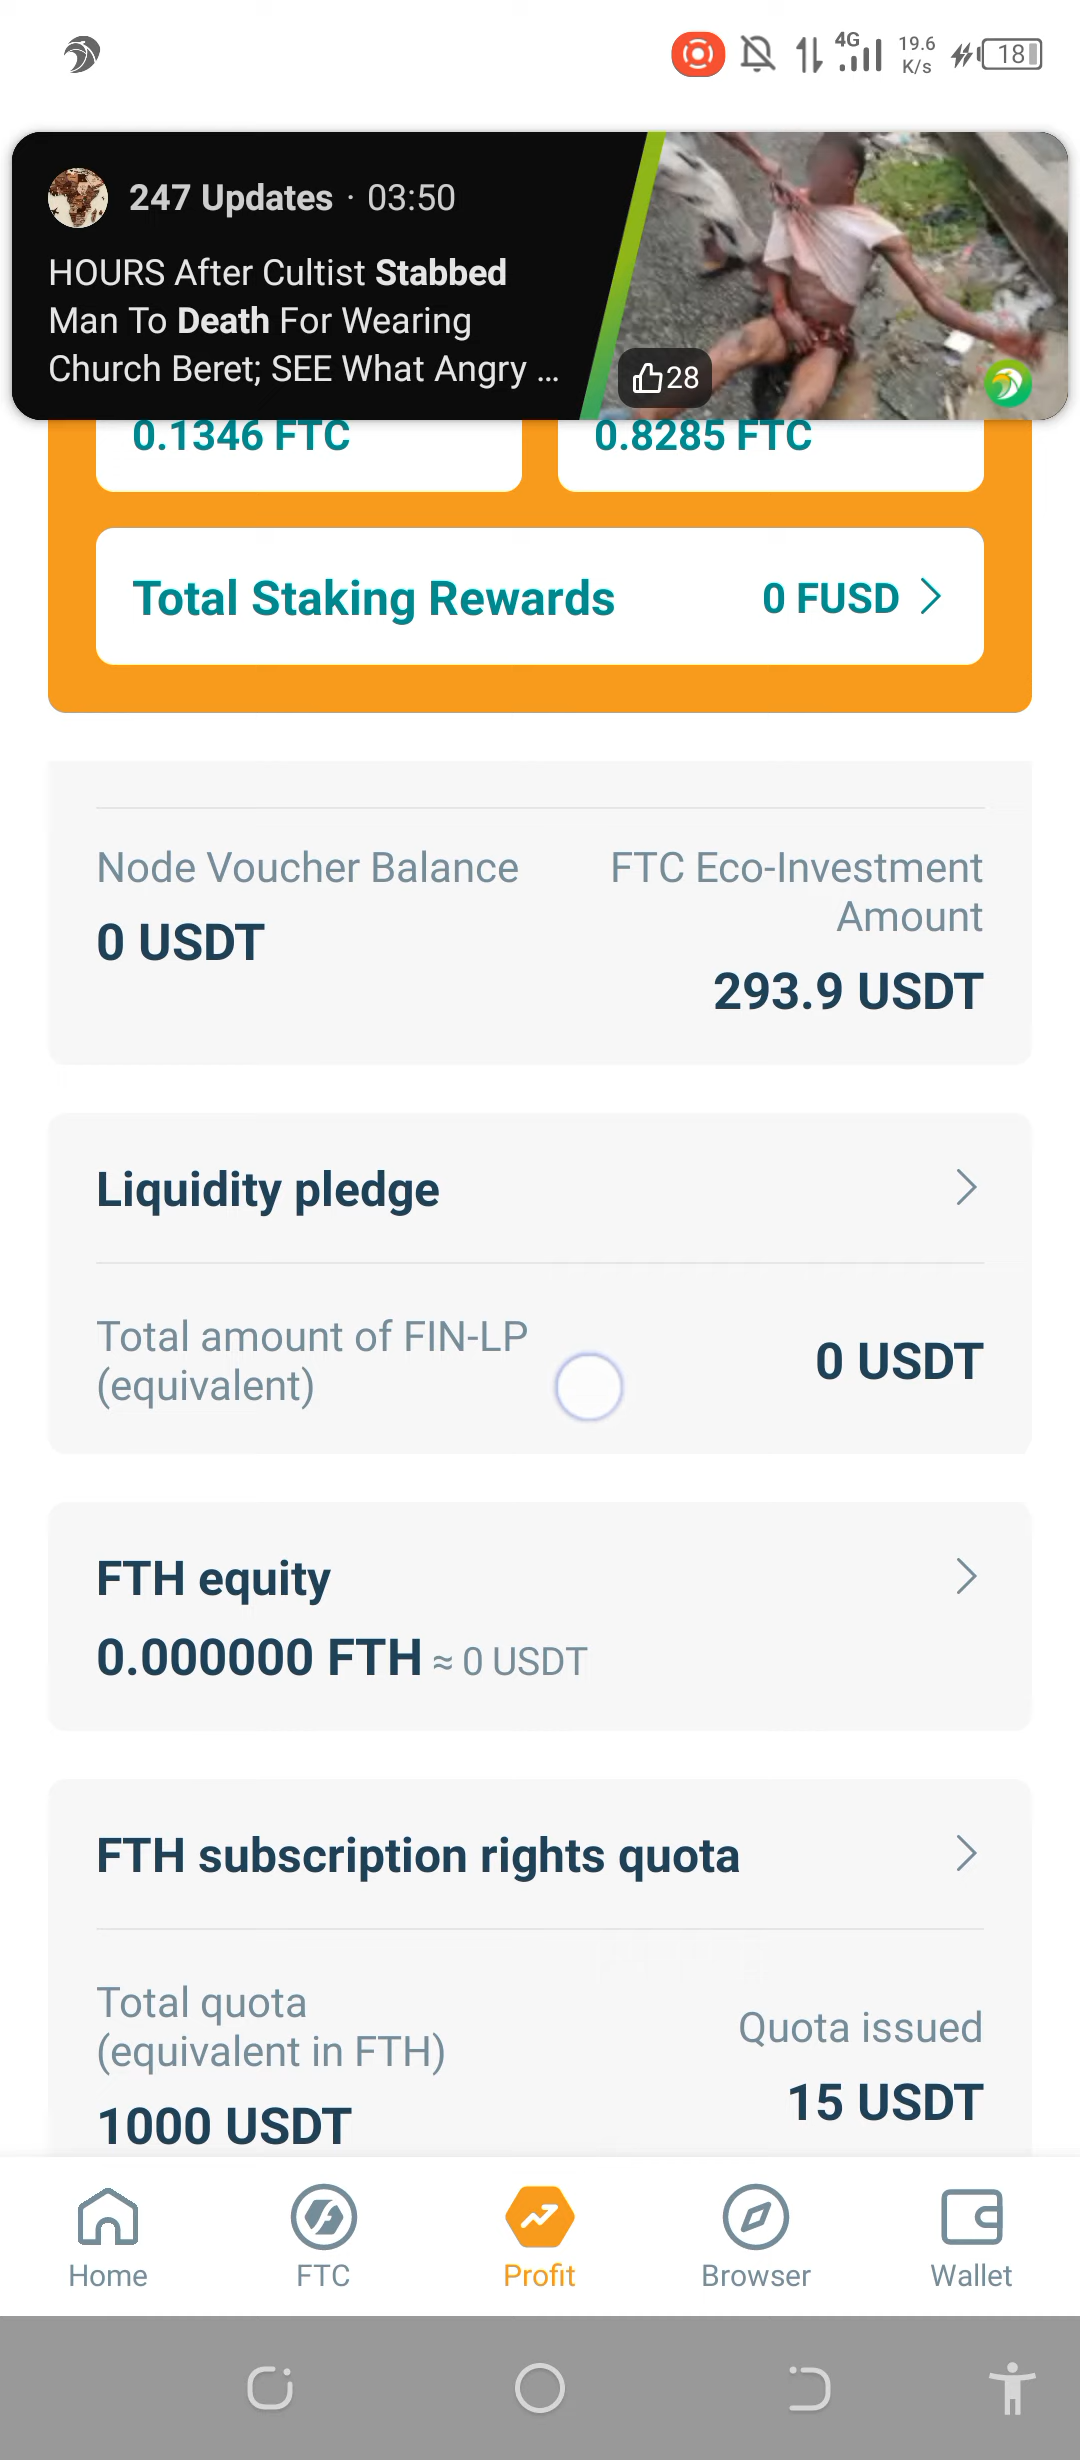 4G
19.6
K/s
18
247 Updates · 03:50
HOURS After Cultist Stabbed
Man To Death For Wearing
Church Beret; SEE What Angry ...
28
0.1346 FTC
0.8285 FTC
Total Staking Rewards
0 FUSD
Node Voucher Balance
0 USDT
FTC Eco-Investment
Amount
293.9 USDT
Liquidity pledge
Total amount of FIN-LP
(equivalent)
0 USDT
FTH equity
0.000000 FTH ≈ 0 USDT
FTH subscription rights quota
Total quota
(equivalent in FTH)
1000 USDT
Quota issued
15 USDT
Home
FTC
Profit
Browser
Wallet